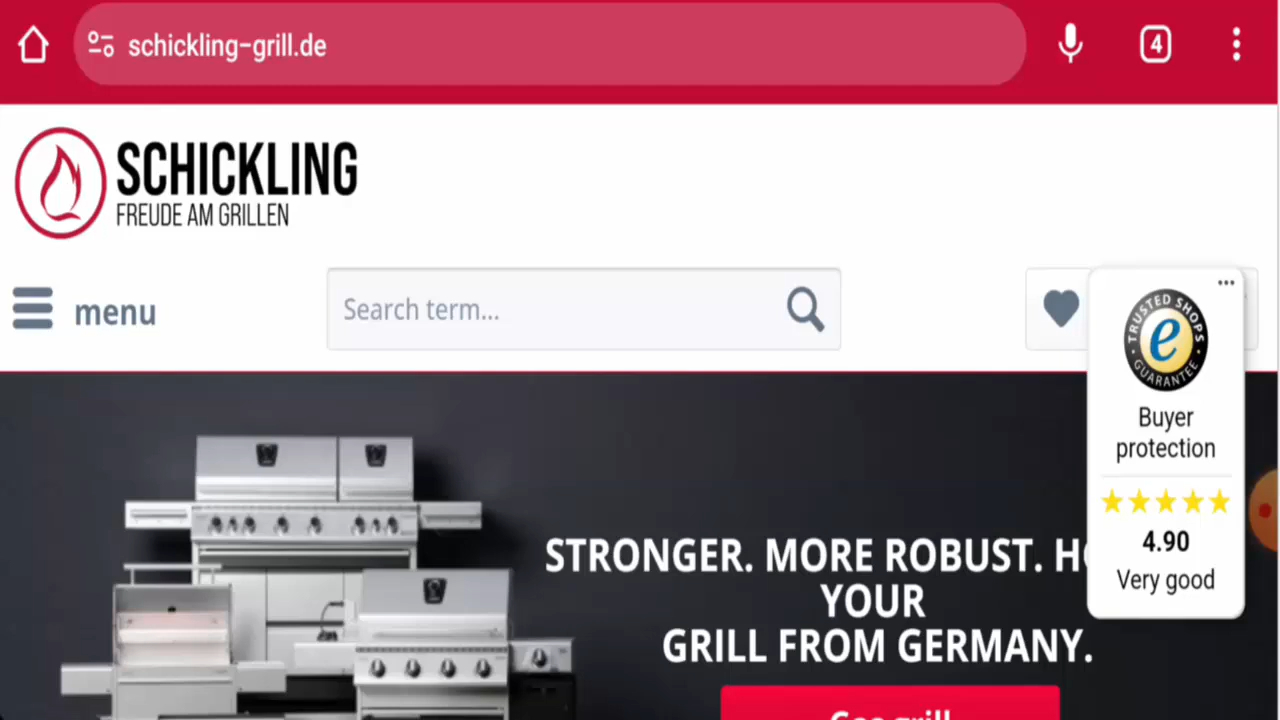 schickling-grill.de
4
SCHICKLING
FREUDE AM GRILLEN
menu
Search term...
TRUSTED SHOPS
e
GUARANTEE
Buyer
protection
4.90
Very good
STRONGER. MORE ROBUST.
YOUR
GRILL FROM GERMANY.